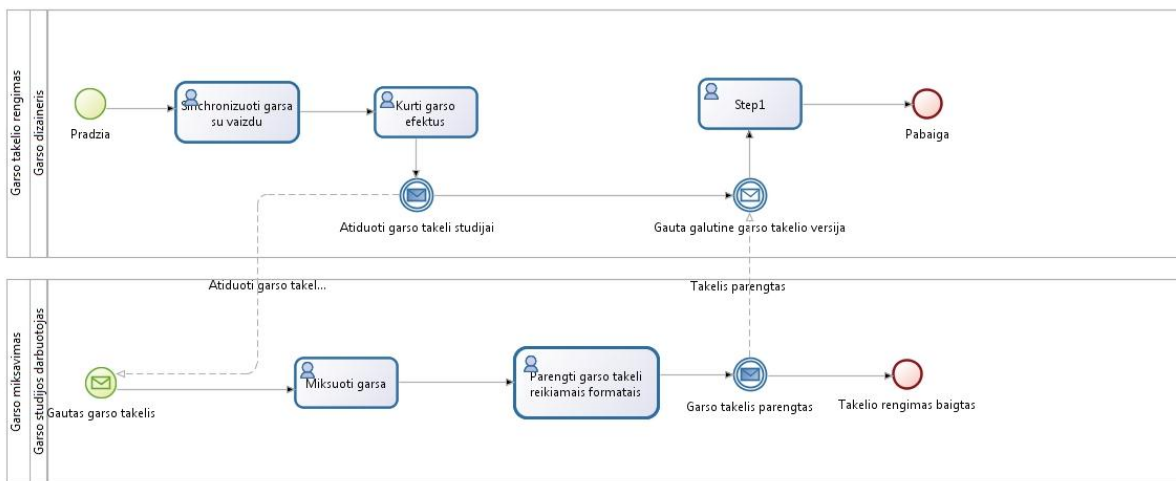 Garso takelio rengimas
Garso dizaineris
Pradzia
Sinchronizuoti garsa
su vaizdu
Kurti garso
efektus
Step1
Pabaiga
Atiduoti garso takeli studijai
Gauta galutine garso takelio versija
Atiduoti garso takel...
Takelis parengtas
Garso miksavimas
Garso studijos darbuotojas
Gautas garso takelis
Miksuoti garsa
Parengti garso takeli
reikiamais formatais
Garso takelis parengtas
Takelio rengimas baigtas